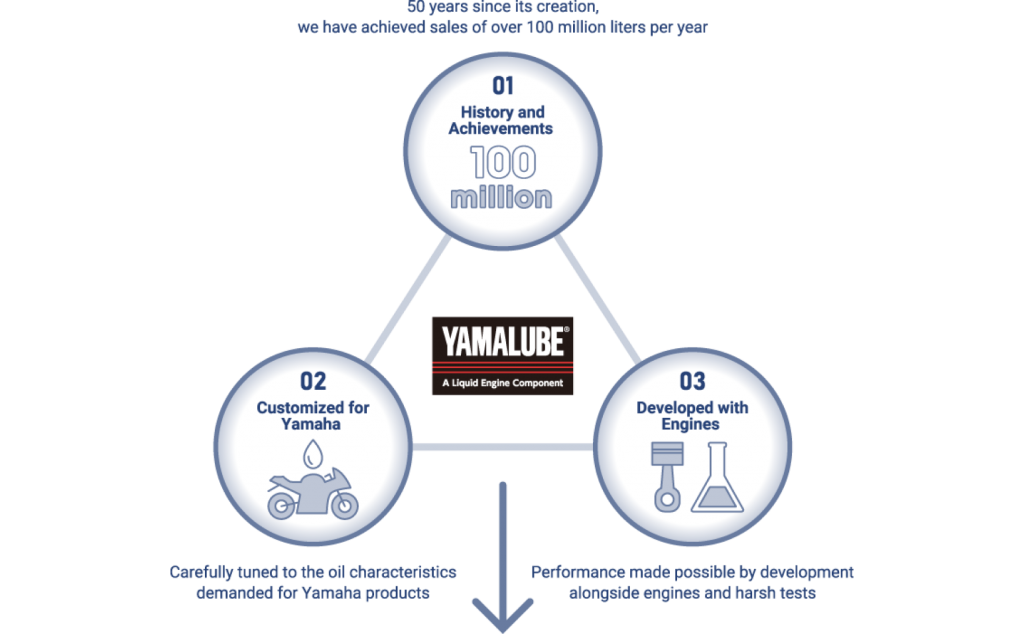 50 years since its creation,
we have achieved sales of over 100 million liters per year
01
History and
Achievements
100
million
YAMALUBE®
A Liquid Engine Component
02
Customized for
Yamaha
03
Developed with
Engines
Carefully tuned to the oil characteristics
demanded for Yamaha products
Performance made possible by development
alongside engines and harsh tests